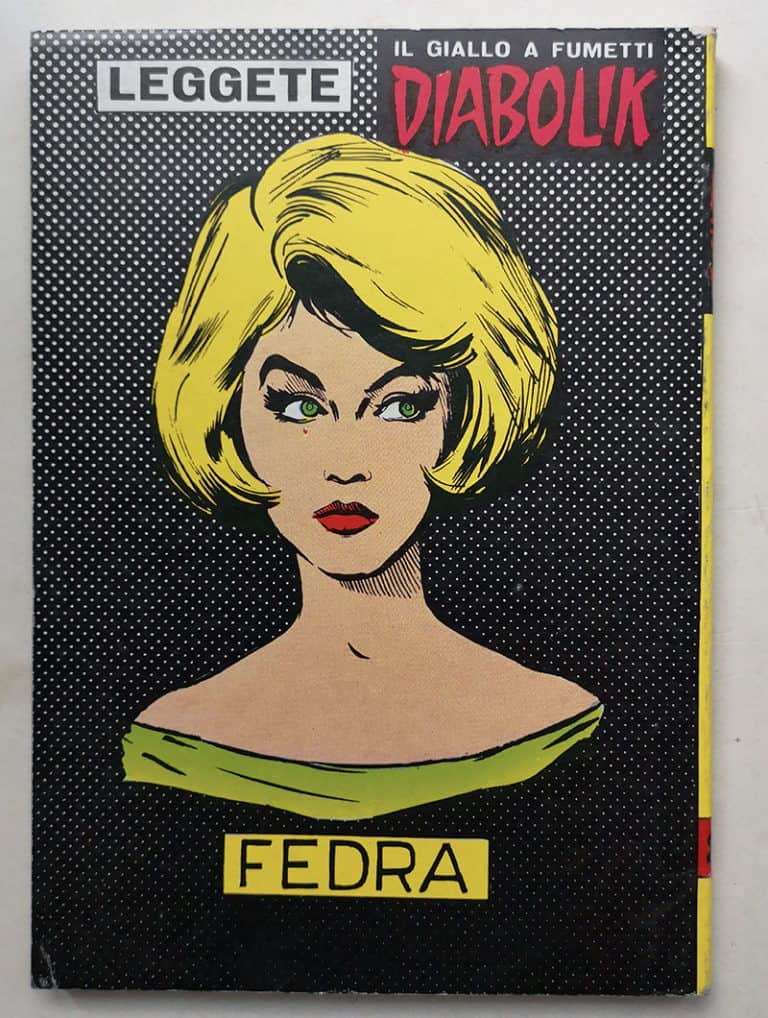 LEGGETE
IL GIALLO A FUMETTI
DIABOLIK
FEDRA